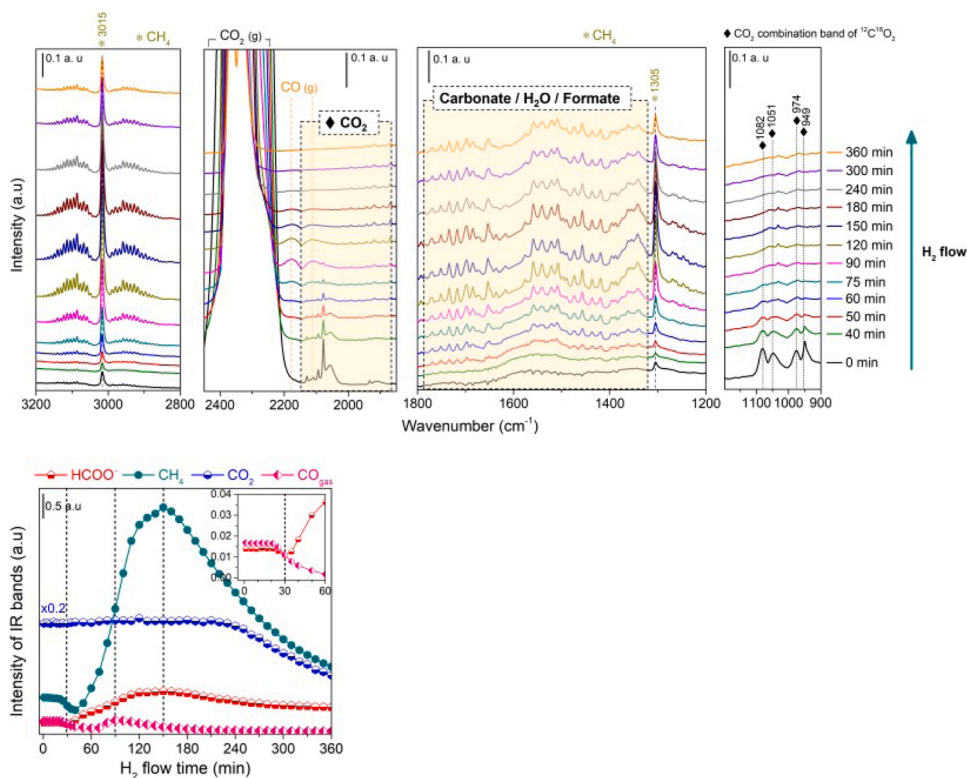 * 3015
* CH4
0.1 a. u
CO2 (g)
0.1 a. u
CO (g)
♦ CO2
* CH4
0.1 a. u
Carbonate / H2O / Formate
* 1305
♦ CO2 combination band of 12C16O2
0.1 a. u
1082
1051
974
949
360 min
300 min
240 min
180 min
150 min
120 min
90 min
75 min
60 min
50 min
40 min
0 min
H2 flow
Intensity (a.u)
3200 3000 2800
2400 2200 2000
1800 1600 1400 1200
1100 1000 900
Wavenumber (cm-1)
HCOO− CH4 CO2 COgas
0.5 a.u
x0.2
0.04
0.03
0.02
0.01
0.00
0 30 60
Intensity of IR bands (a.u)
0 60 120 180 240 300 360
H2 flow time (min)